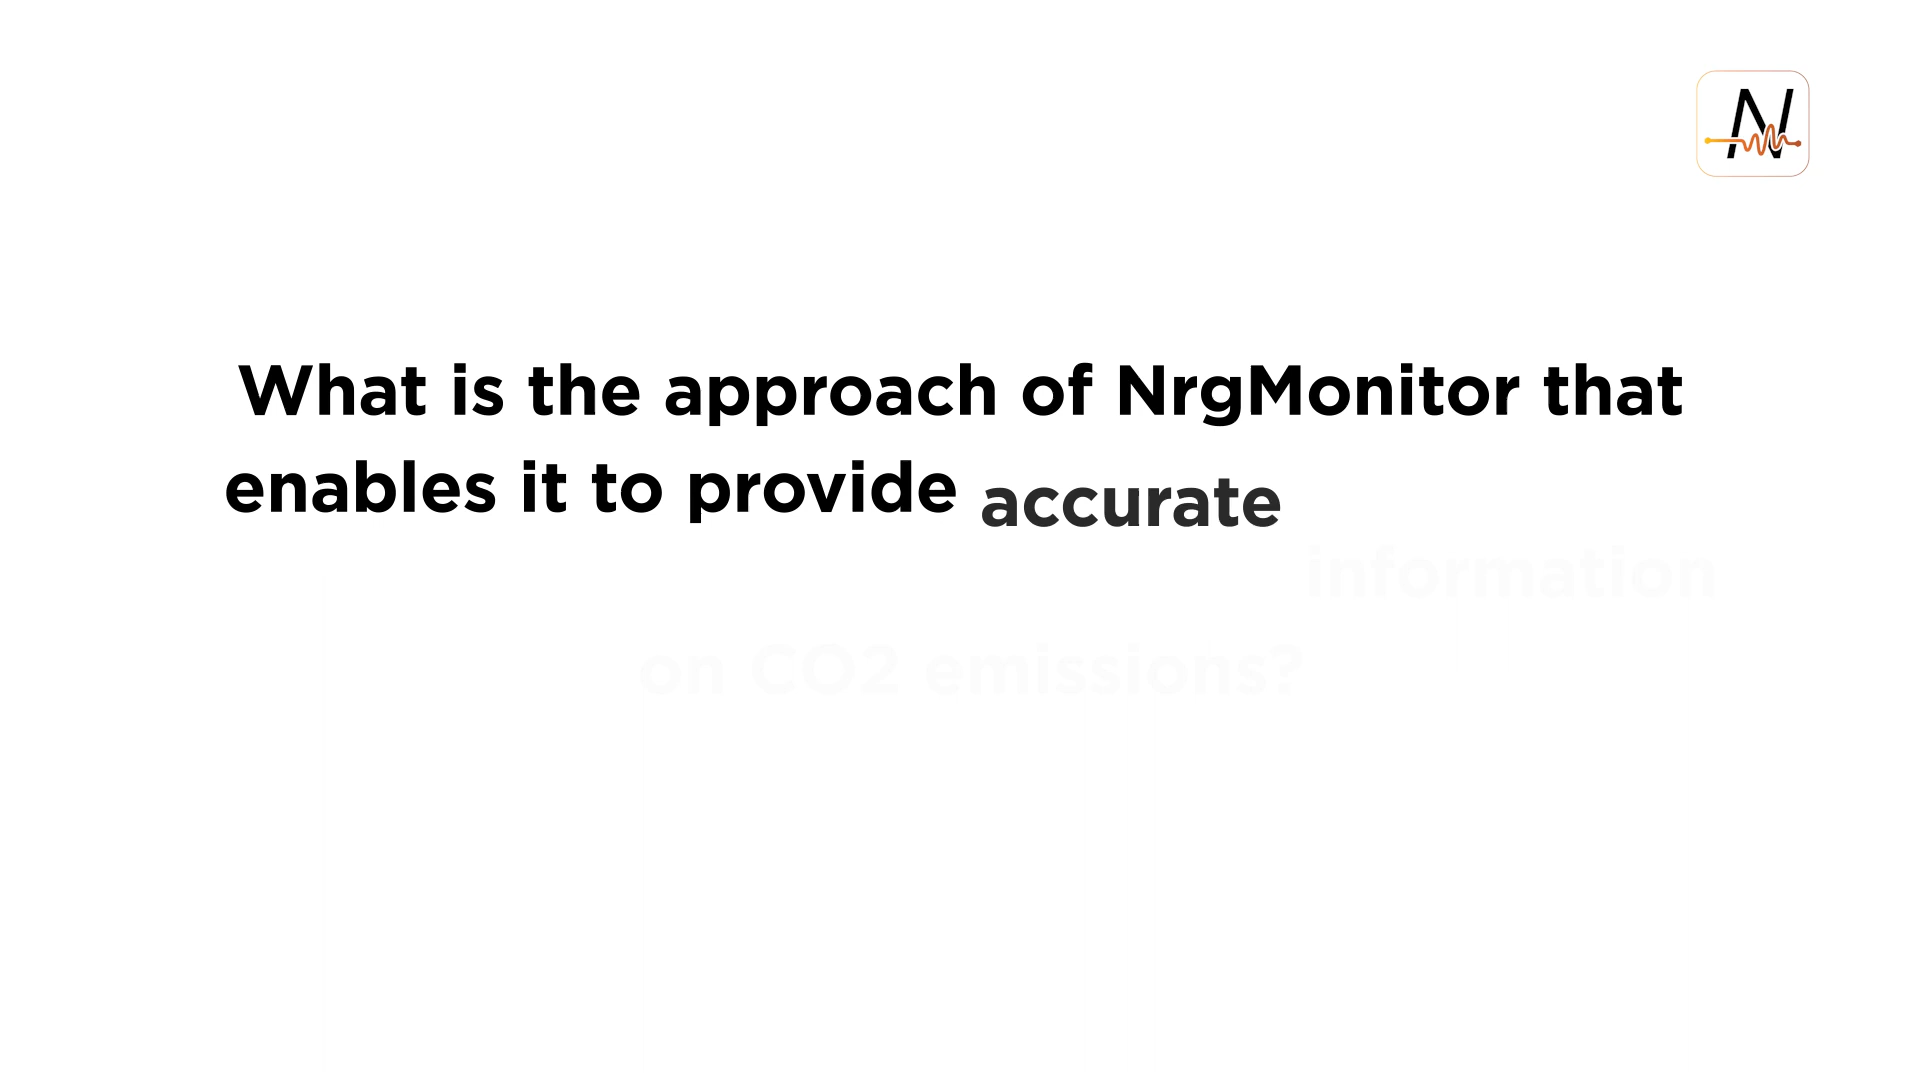 What is the approach of NrgMonitor that
enables it to provide accurate information
on CO2 emissions?